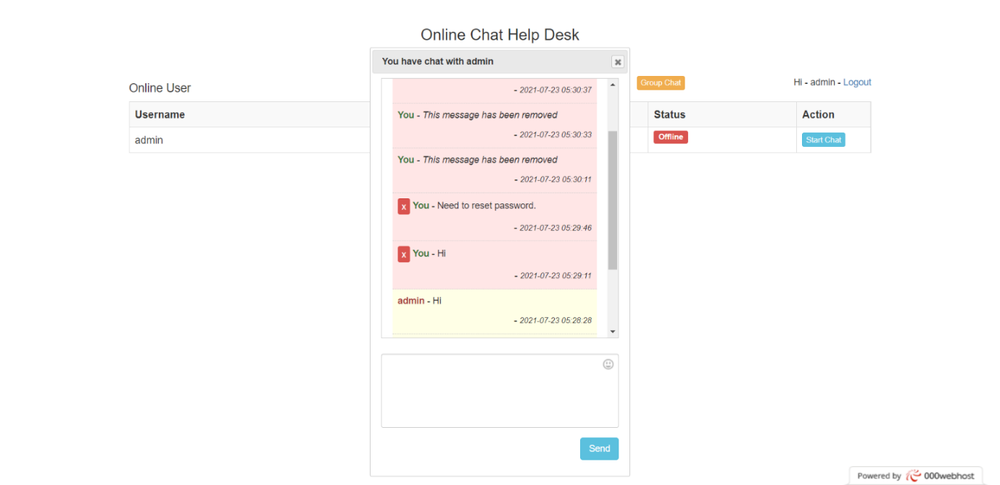 Online Chat Help Desk
You have chat with admin
Group Chat
Hi - admin - Logout
Online User
Username
Status
Action
admin
Offline
Start Chat
- 2021-07-23 05:30:37
You - This message has been removed
- 2021-07-23 05:30:33
You - This message has been removed
- 2021-07-23 05:30:11
x You - Need to reset password.
- 2021-07-23 05:29:46
x You - Hi
- 2021-07-23 05:29:11
admin - Hi
- 2021-07-23 05:28:28
Send
Powered by 000webhost